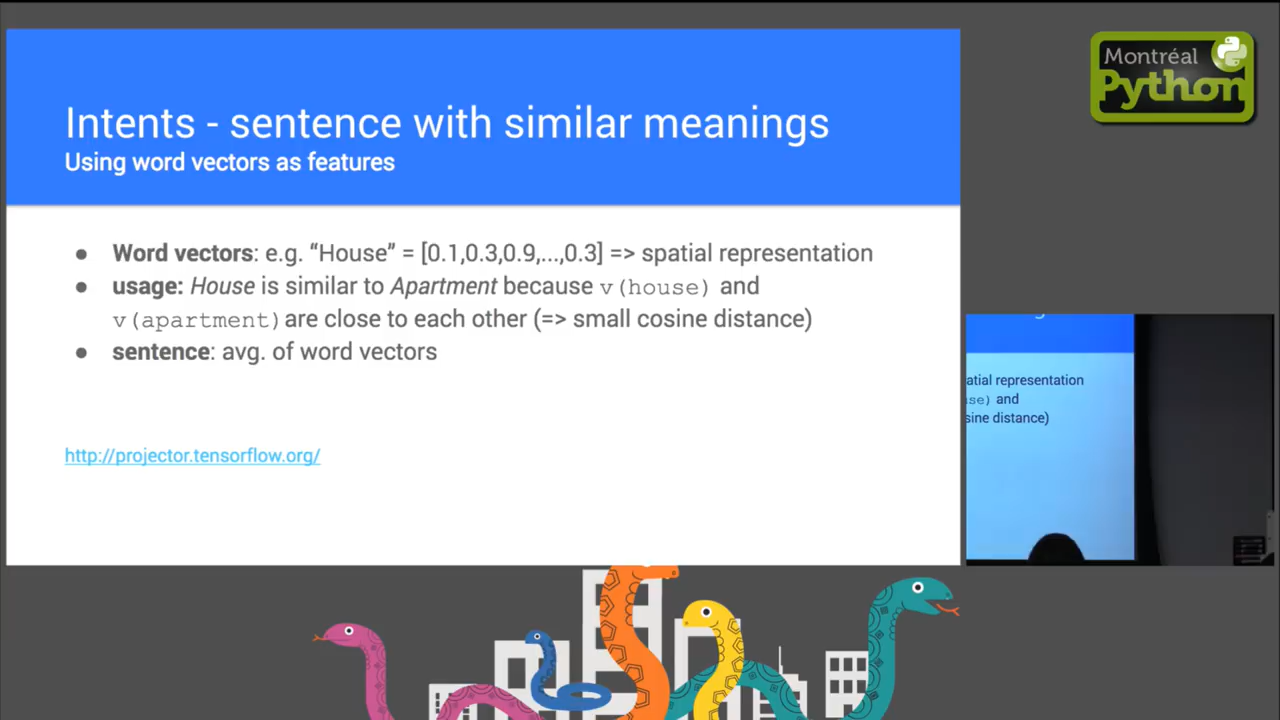 Intents - sentence with similar meanings
Using word vectors as features
● Word vectors: e.g. “House” = [0.1,0.3,0.9,...,0.3] => spatial representation
● usage: House is similar to Apartment because v(house) and
v(apartment)are close to each other (=> small cosine distance)
● sentence: avg. of word vectors
http://projector.tensorflow.org/
Montréal
Python
atial representation
se) and
sine distance)